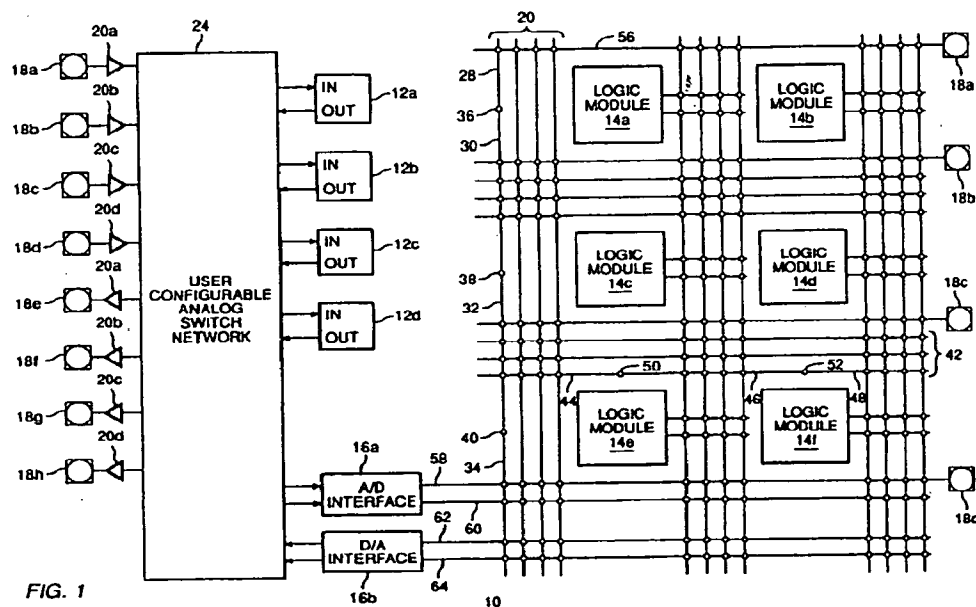 20
20a
24
56
18a
28
18a
IN
OUT
12a
LOGIC
MODULE
14a
LOGIC
MODULE
14b
20b
36
18b
30
18b
20c
IN
OUT
12b
18c
20d
18d
IN
OUT
12c
LOGIC
MODULE
14c
LOGIC
MODULE
14d
38
20a
USER
CONFIGURABLE
ANALOG
SWITCH
NETWORK
18e
32
18c
IN
OUT
12d
20b
42
18f
50
52
44
46
48
20c
LOGIC
MODULE
14e
LOGIC
MODULE
14f
18g
20d
40
16a
58
34
18h
A/D
INTERFACE
60
18d
62
D/A
INTERFACE
64
16b
FIG. 1
10